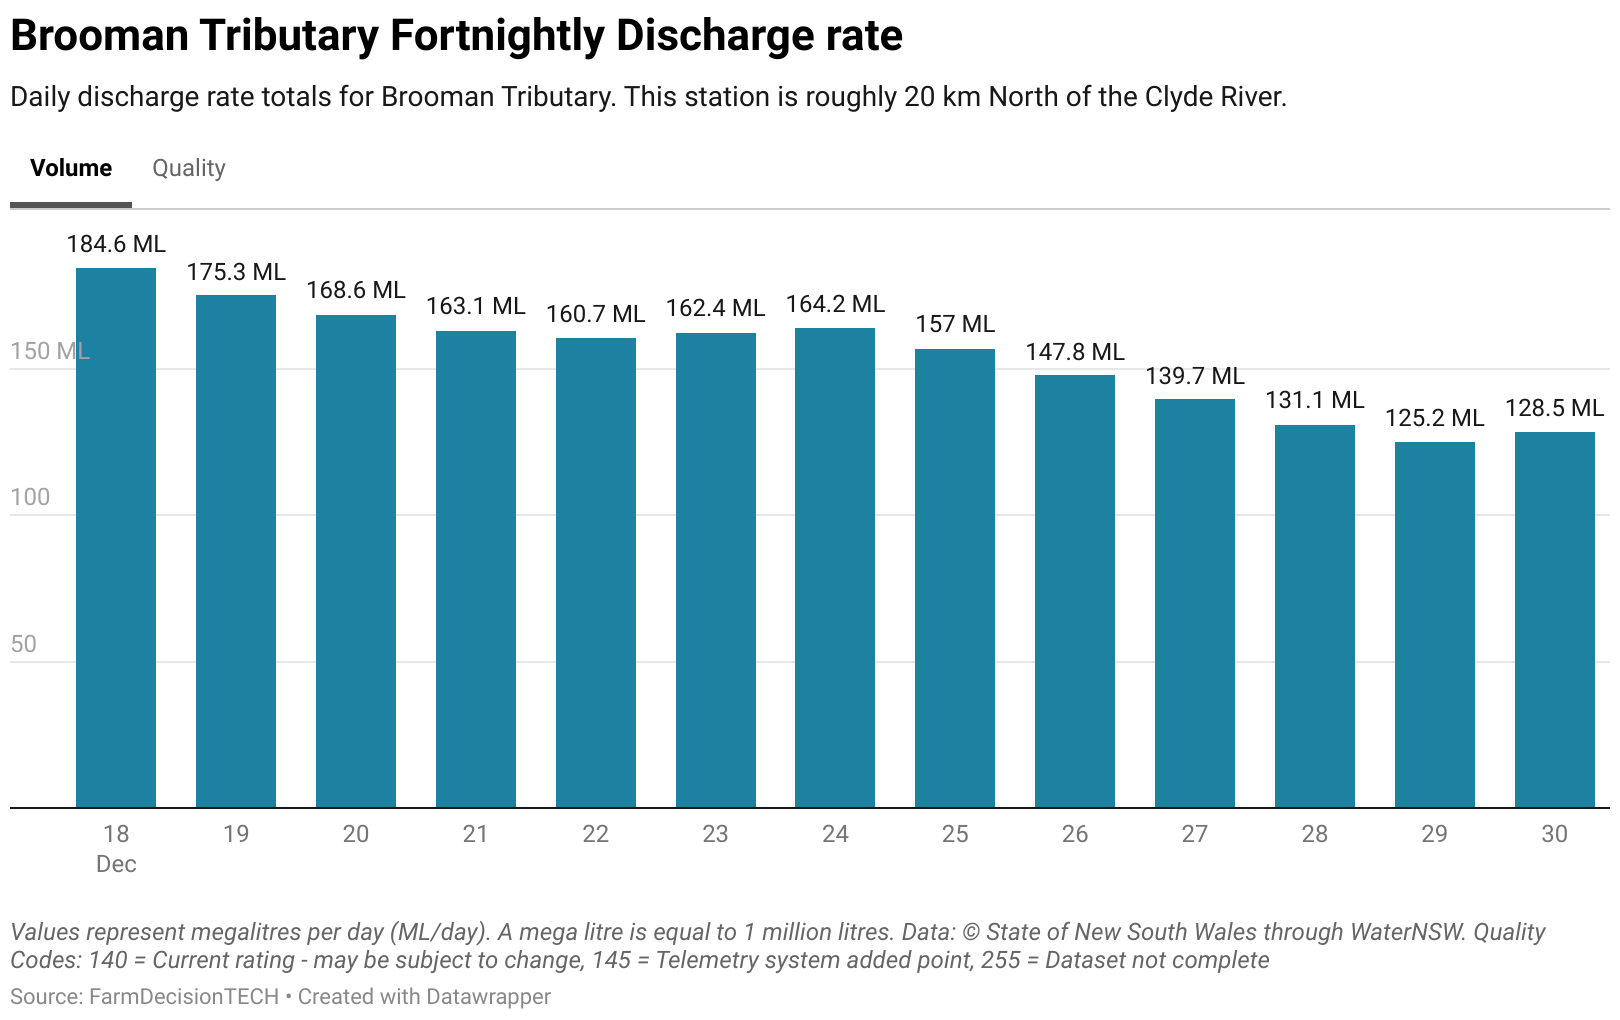 Brooman Tributary Fortnightly Discharge rate
Daily discharge rate totals for Brooman Tributary. This station is roughly 20 km North of the Clyde River.
Volume Quality
184.6 ML
175.3 ML
168.6 ML
163.1 ML
160.7 ML
162.4 ML
164.2 ML
157 ML
147.8 ML
139.7 ML
131.1 ML
125.2 ML
128.5 ML
150 ML
100
50
18 19 20 21 22 23 24 25 26 27 28 29 30
Dec
Values represent megalitres per day (ML/day). A mega litre is equal to 1 million litres. Data: © State of New South Wales through WaterNSW. Quality
Codes: 140 = Current rating - may be subject to change, 145 = Telemetry system added point, 255 = Dataset not complete
Source: FarmDecisionTECH • Created with Datawrapper